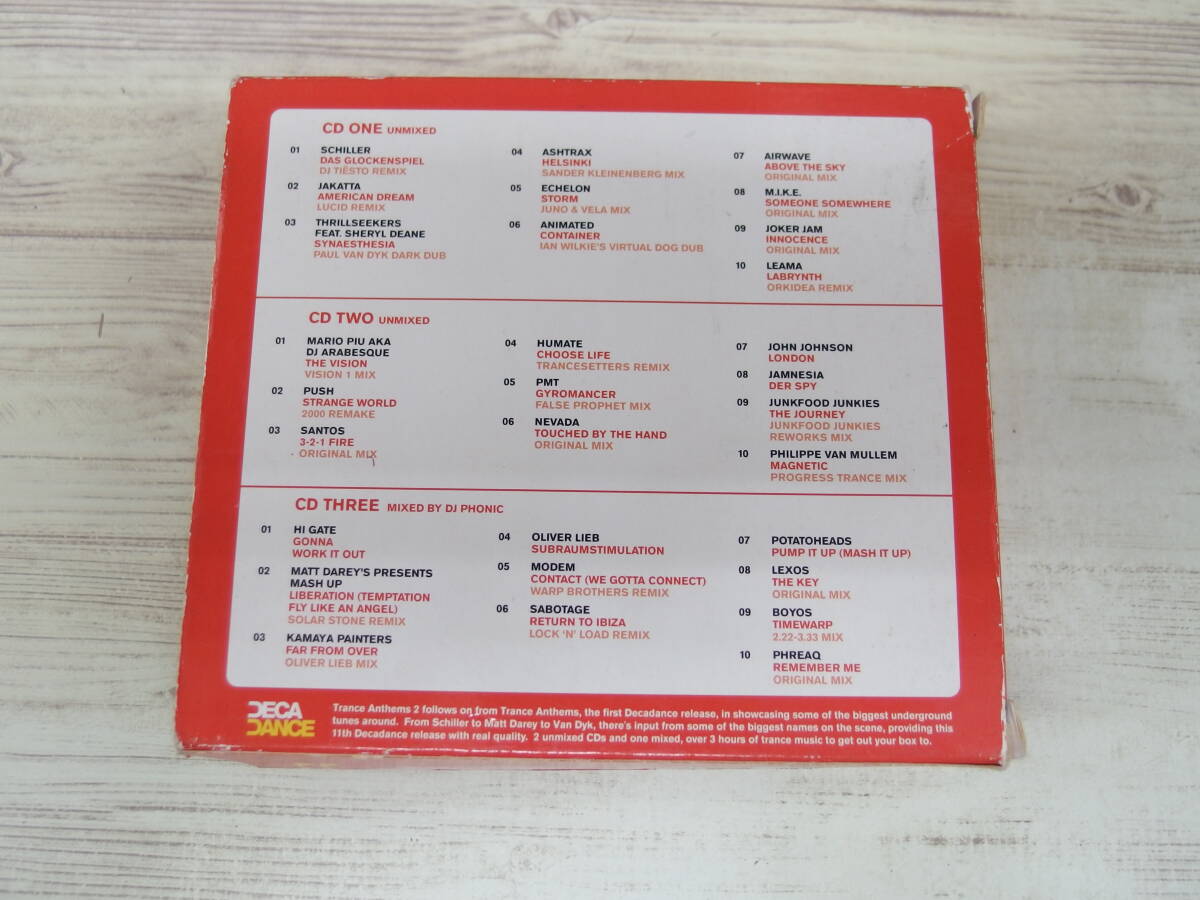 CD ONE UNMIXED
01 SCHILLER
DAS GLOCKENSPIEL
DJ TIËSTO REMIX
02 JAKATTA
AMERICAN DREAM
LUCID REMIX
03 THRILLSEEKERS
FEAT. SHERYL DEANE
SYNAESTHESIA
PAUL VAN DYK DARK DUB
04 ASHTRAX
HELSINKI
SANDER KLEINENBERG MIX
05 ECHELON
STORM
JUNO & VELA MIX
06 ANIMATED
CONTAINER
IAN WILKIE'S VIRTUAL DOG DUB
07 AIRWAVE
ABOVE THE SKY
ORIGINAL MIX
08 M.I.K.E.
SOMEONE SOMEWHERE
ORIGINAL MIX
09 JOKER JAM
INNOCENCE
ORIGINAL MIX
10 LEAMA
LABRYNTH
ORKIDEA REMIX
CD TWO UNMIXED
01 MARIO PIU AKA
DJ ARABESQUE
THE VISION
VISION 1 MIX
02 PUSH
STRANGE WORLD
2000 REMAKE
03 SANTOS
3-2-1 FIRE
ORIGINAL MIX
04 HUMATE
CHOOSE LIFE
TRANCESETTERS REMIX
05 PMT
GYROMANCER
FALSE PROPHET MIX
06 NEVADA
TOUCHED BY THE HAND
ORIGINAL MIX
07 JOHN JOHNSON
LONDON
08 JAMNESIA
DER SPY
09 JUNKFOOD JUNKIES
THE JOURNEY
JUNKFOOD JUNKIES
REWORKS MIX
10 PHILIPPE VAN MULLEM
MAGNETIC
PROGRESS TRANCE MIX
CD THREE MIXED BY DJ PHONIC
01 HI GATE
GONNA
WORK IT OUT
02 MATT DAREY'S PRESENTS
MASH UP
LIBERATION (TEMPTATION
FLY LIKE AN ANGEL)
SOLAR STONE REMIX
03 KAMAYA PAINTERS
FAR FROM OVER
OLIVER LIEB MIX
04 OLIVER LIEB
SUBRAUMSTIMULATION
05 MODEM
CONTACT (WE GOTTA CONNECT)
WARP BROTHERS REMIX
06 SABOTAGE
RETURN TO IBIZA
LOCK 'N' LOAD REMIX
07 POTATOHEADS
PUMP IT UP (MASH IT UP)
08 LEXOS
THE KEY
ORIGINAL MIX
09 BOYOS
TIMEWARP
2.22-3.33 MIX
10 PHREAQ
REMEMBER ME
ORIGINAL MIX
DECA
DANCE
Trance Anthems 2 follows on from Trance Anthems, the first Decadance release, in showcasing some of the biggest underground
tunes around. From Schiller to Matt Darey to Van Dyk, there's input from some of the biggest names on the scene, providing this
11th Decadance release with real quality. 2 unmixed CDs and one mixed, over 3 hours of trance music to get out your box to.